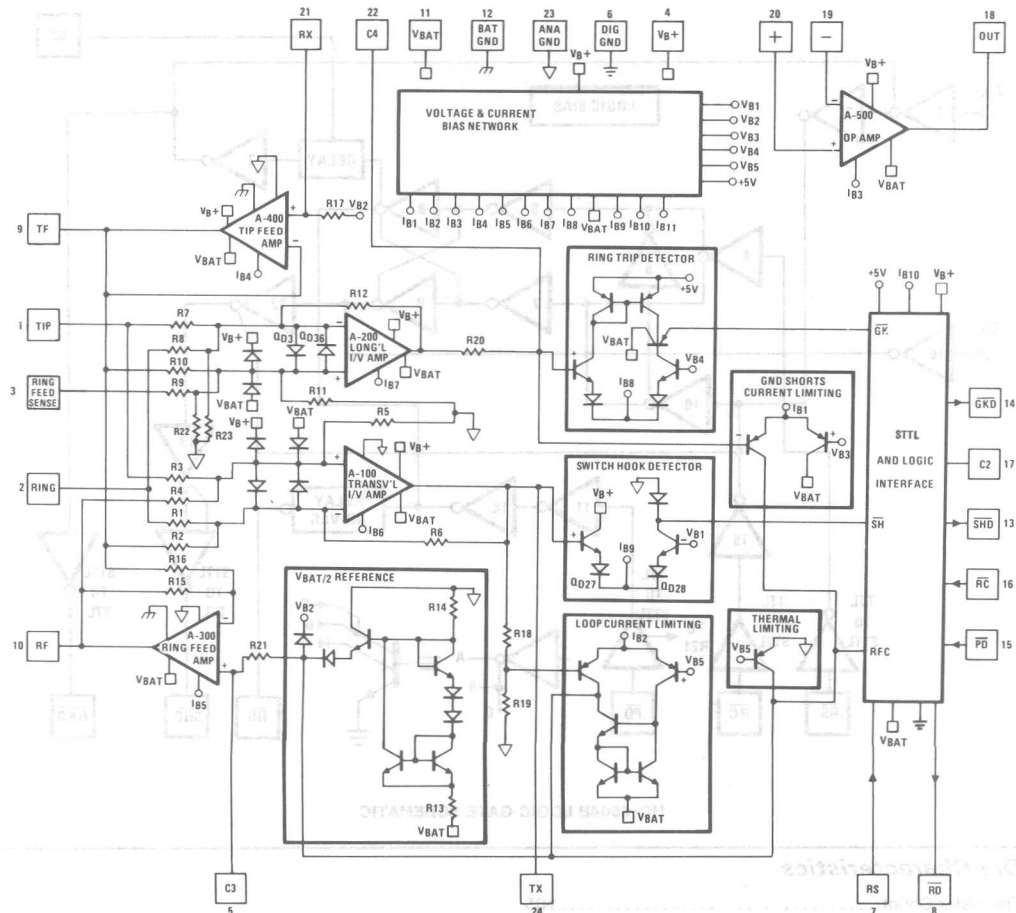 21 22 11 12 23 6 4 20 19 18
RX C4 VBAT BAT GND ANA GND DIG GND VB+ + − OUT
VB+
VB+
VOLTAGE & CURRENT
BIAS NETWORK
VB1
VB2
VB3
VB4
VB5
+5V
IB1 IB2 IB3 IB4 IB5 IB6 IB7 IB8 VBAT IB9 IB10 IB11
−
A-500
OP AMP
+
IB3
VBAT
9 TF
VB+
A-400
TIP FEED
AMP
+
−
VBAT
IB4
R17 VB2
RING TRIP DETECTOR
+5V
VBAT
VB4
+
IB8
+5V IB10 VB+
1 TIP
R7
R8
R10
R9
R12
VB+
QD3 QD36
−
A-200
LONG'L
I/V AMP
+
VB+
VBAT
IB7
R20
3 RING
FEED
SENSE
R22 R23
VBAT
VB+
VBAT
R11
R5
GND SHORTS
CURRENT LIMITING
IB1
−
+
VB3
VBAT
2 RING
R3
R4
R1
R2
R16
R15
+
A-100
TRANSV'L
I/V AMP
−
VB+
VBAT
IB6
R6
SWITCH HOOK DETECTOR
VB+
VB1
−
+
IB9
QD27 QD28
GK
STTL
AND LOGIC
INTERFACE
SH
RFC
GKD 14
C2 17
SHD 13
RC 16
PD 15
VBAT
10 RF
A-300
RING FEED
AMP
−
+
VBAT
IB5
R21
VBAT/2 REFERENCE
VB2
R14
R13
VBAT
R18
R19
LOOP CURRENT LIMITING
IB2
VB5
−
+
VBAT
THERMAL
LIMITING
VB5
C3
5
TX
24
RS
7
RD
8